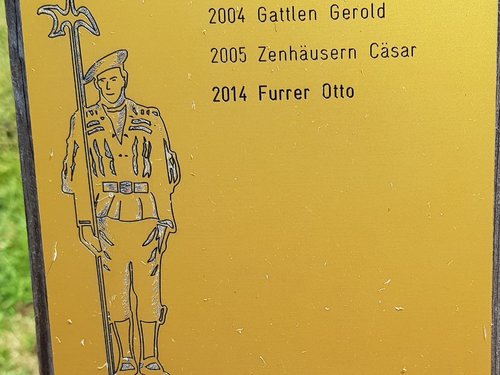 2004 Gattlen Gerold
2005 Zenhäusern Cäsar
2014 Furrer Otto